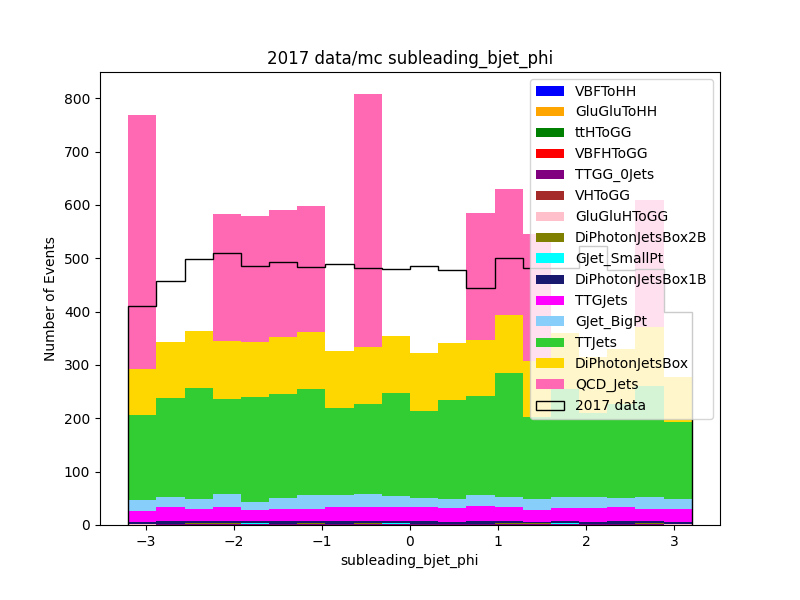 2017 data/mc subleading_bjet_phi
Number of Events
800
700
600
500
400
300
200
100
0
−3
−2
−1
0
1
2
3
subleading_bjet_phi
VBFToHH
GluGluToHH
ttHToGG
VBFHToGG
TTGG_0Jets
VHToGG
GluGluHToGG
DiPhotonJetsBox2B
GJet_SmallPt
DiPhotonJetsBox1B
TTGJets
GJet_BigPt
TTJets
DiPhotonJetsBox
QCD_Jets
2017 data